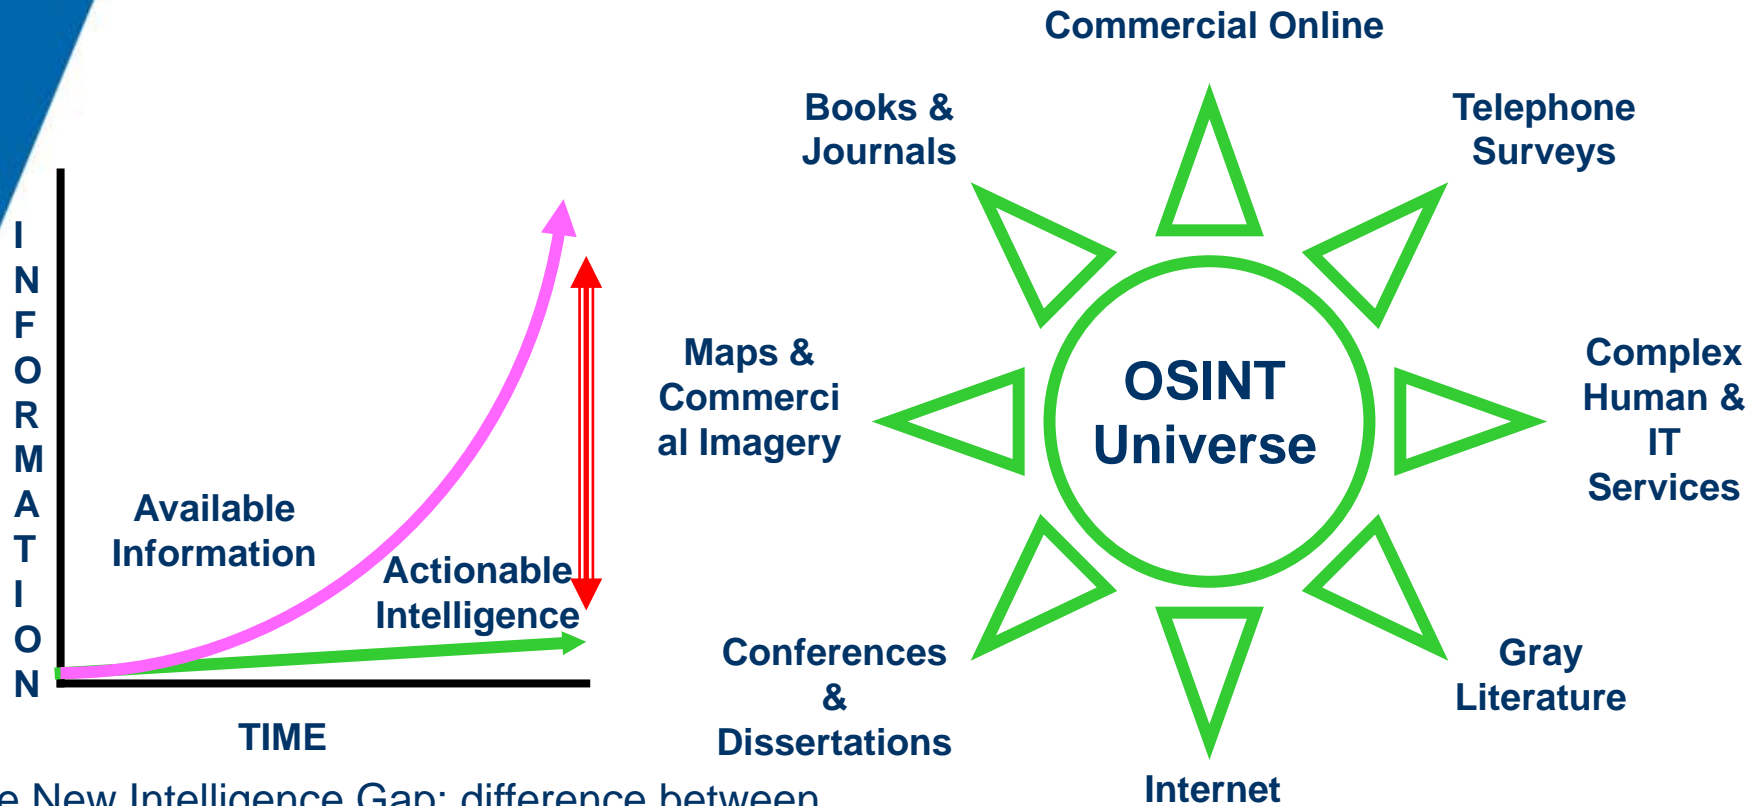 INFORMATION
Available
Information
Actionable
Intelligence
TIME
Commercial Online
Books &
Journals
Telephone
Surveys
Maps &
Commerci
al Imagery
OSINT
Universe
Complex
Human &
IT
Services
Conferences
&
Dissertations
Gray
Literature
Internet
e New Intelligence Gap: difference between